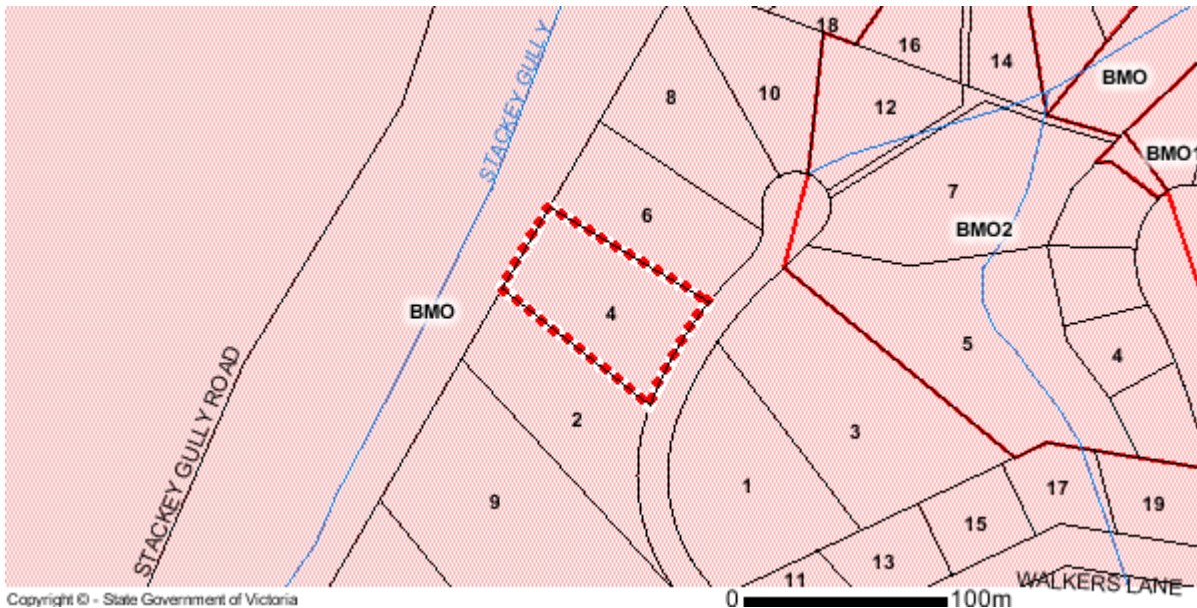 18
16
14
BMO
8
10
12
BMO1
STACKEY GULLY
7
6
BMO2
BMO
4
5
4
STACKEY GULLY ROAD
2
3
9
1
17
19
15
13
11
WALKERS LANE
Copyright © - State Government of Victoria
0 100m